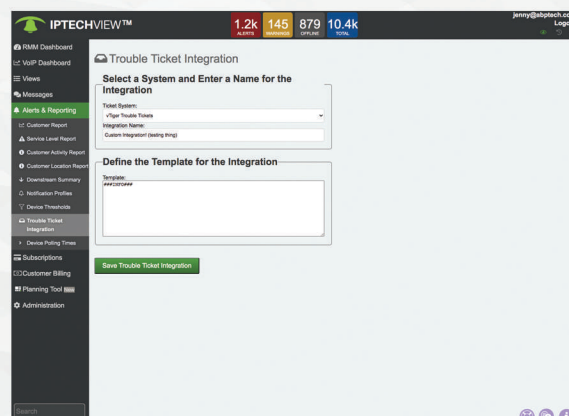 IPTECHVIEW™
1.2k
ALERTS
145
WARNINGS
879
OFFLINE
10.4k
TOTAL
jenny@abptech.co
Logo
RMM Dashboard
VoIP Dashboard
Views
Messages
Alerts & Reporting
Customer Report
Service Level Report
Customer Activity Report
Customer Location Report
Downstream Summary
Notification Profiles
Device Thresholds
Trouble Ticket
Integration
Device Polling Times
Subscriptions
Customer Billing
Planning Tool
Administration
Search
Trouble Ticket Integration
Select a System and Enter a Name for the
Integration
Ticket System:
vTiger Trouble Tickets
Integration Name:
Custom Integration! (testing thing)
Define the Template for the Integration
Template:
###INFO###
Save Trouble Ticket Integration